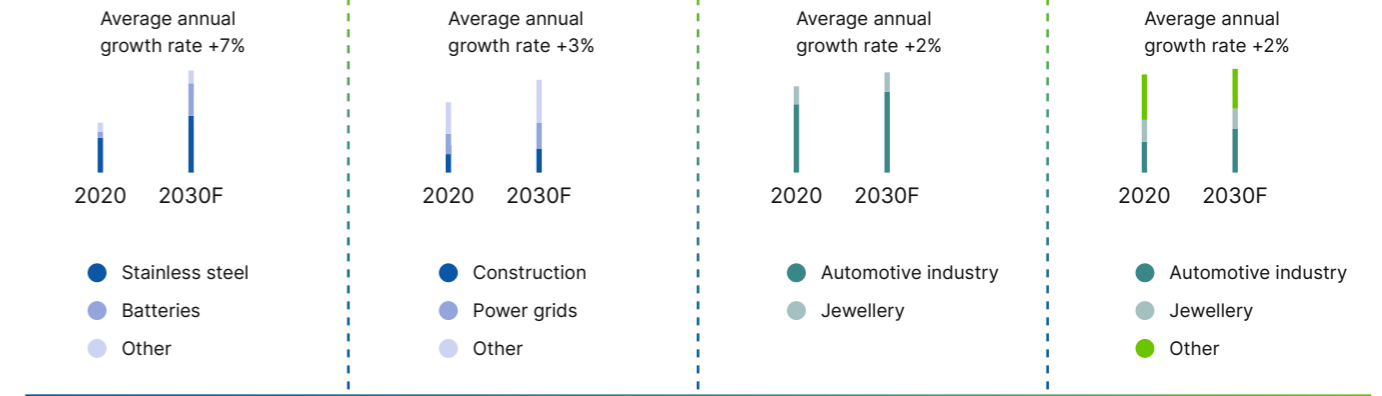 Average annual
growth rate +7%
2020 2030F
Stainless steel
Batteries
Other
Average annual
growth rate +3%
2020 2030F
Construction
Power grids
Other
Average annual
growth rate +2%
2020 2030F
Automotive industry
Jewellery
Average annual
growth rate +2%
2020 2030F
Automotive industry
Jewellery
Other